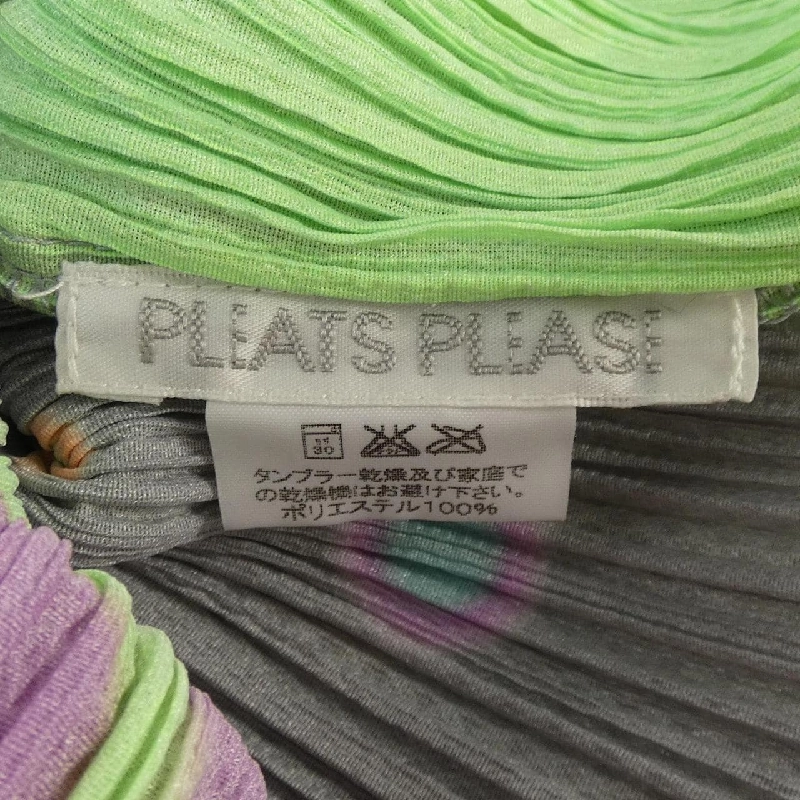 PLEATS PLEASE
弱
30
タンブラー乾燥及び家庭で
の乾燥機はお避け下さい。
ポリエステル100%